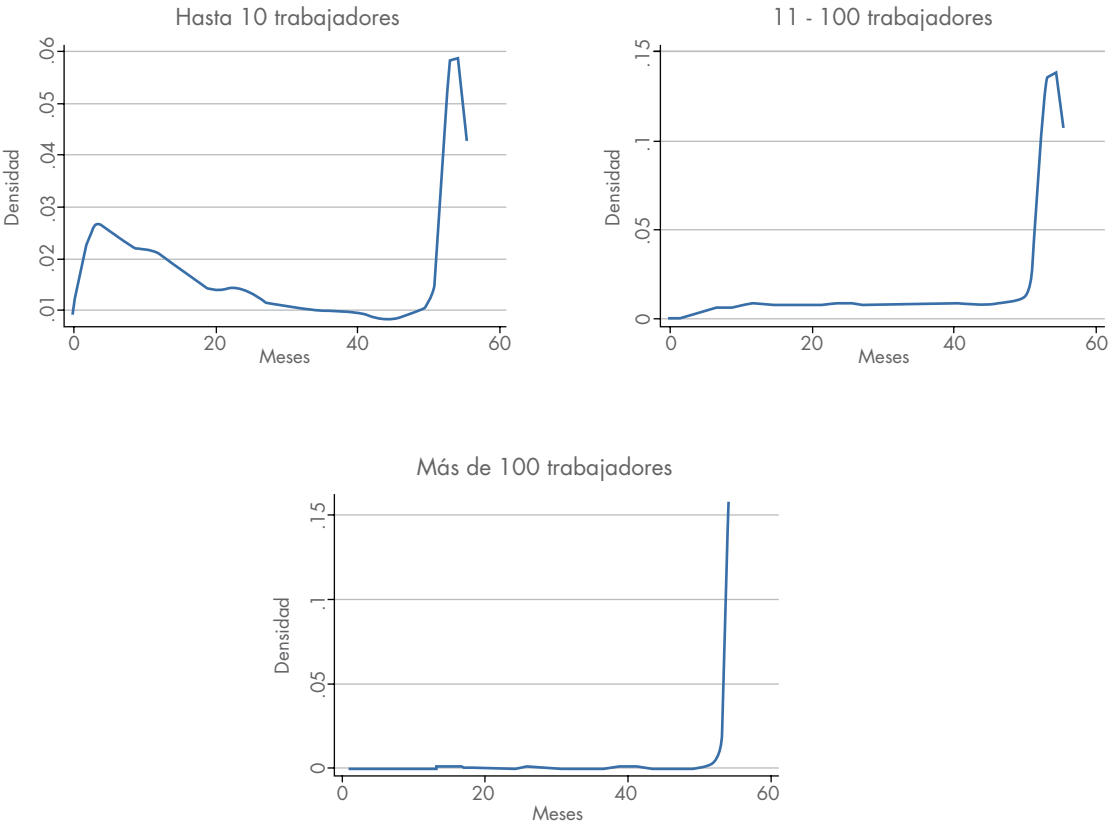 Hasta 10 trabajadores
Densidad
.06
.05
.04
.03
.02
.01
0 20 40 60
Meses
11 - 100 trabajadores
Densidad
.15
.1
.05
0
0 20 40 60
Meses
Más de 100 trabajadores
Densidad
.15
.1
.05
0
0 20 40 60
Meses